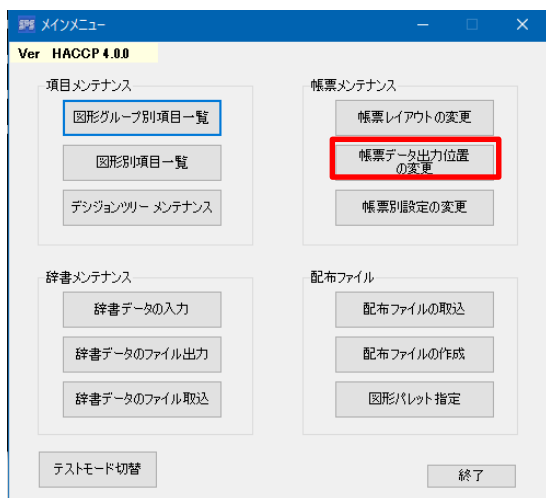 メインメニュー
Ver HACCP 4.0.0
項目メンテナンス
図形グループ別項目一覧
図形別項目一覧
デシジョンツリー メンテナンス
帳票メンテナンス
帳票レイアウトの変更
帳票データ出力位置
の変更
帳票別設定の変更
辞書メンテナンス
辞書データの入力
辞書データのファイル出力
辞書データのファイル取込
配布ファイル
配布ファイルの取込
配布ファイルの作成
図形パレット指定
テストモード切替
終了